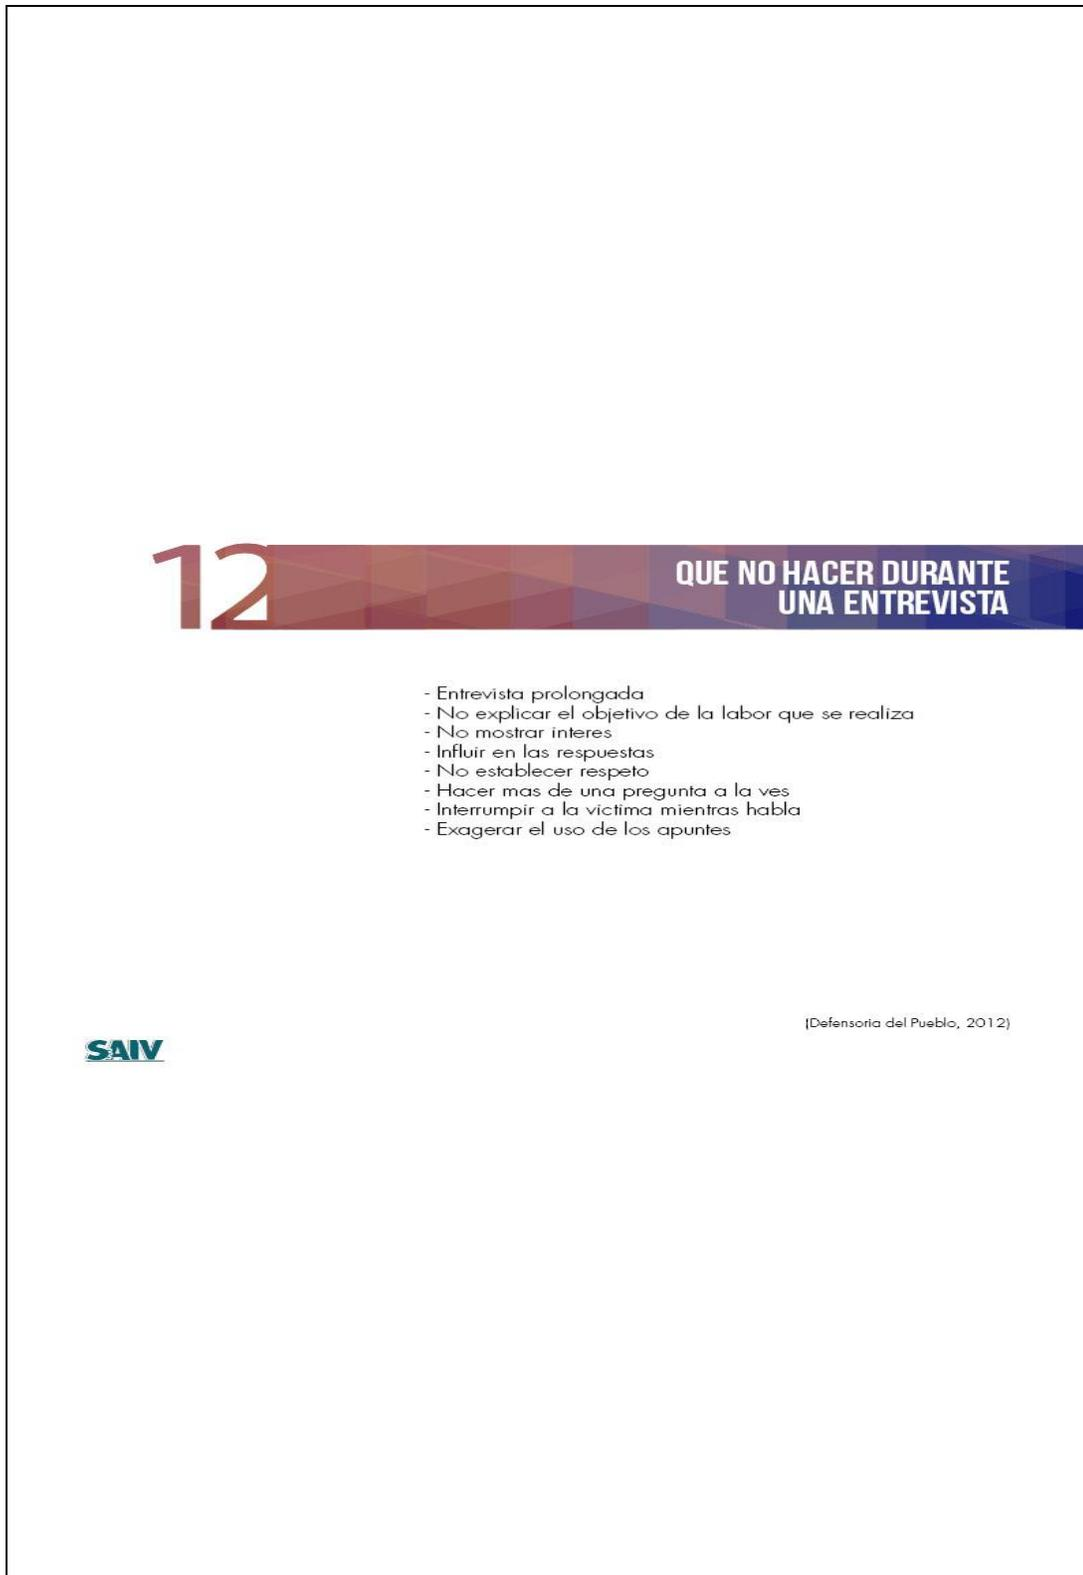 12
QUE NO HACER DURANTE
UNA ENTREVISTA
- Entrevista prolongada
- No explicar el objetivo de la labor que se realiza
- No mostrar interes
- Influir en las respuestas
- No establecer respeto
- Hacer mas de una pregunta a la ves
- Interrumpir a la victima mientras habla
- Exagerar el uso de los apuntes
(Defensoria del Pueblo, 2012)
SAIV